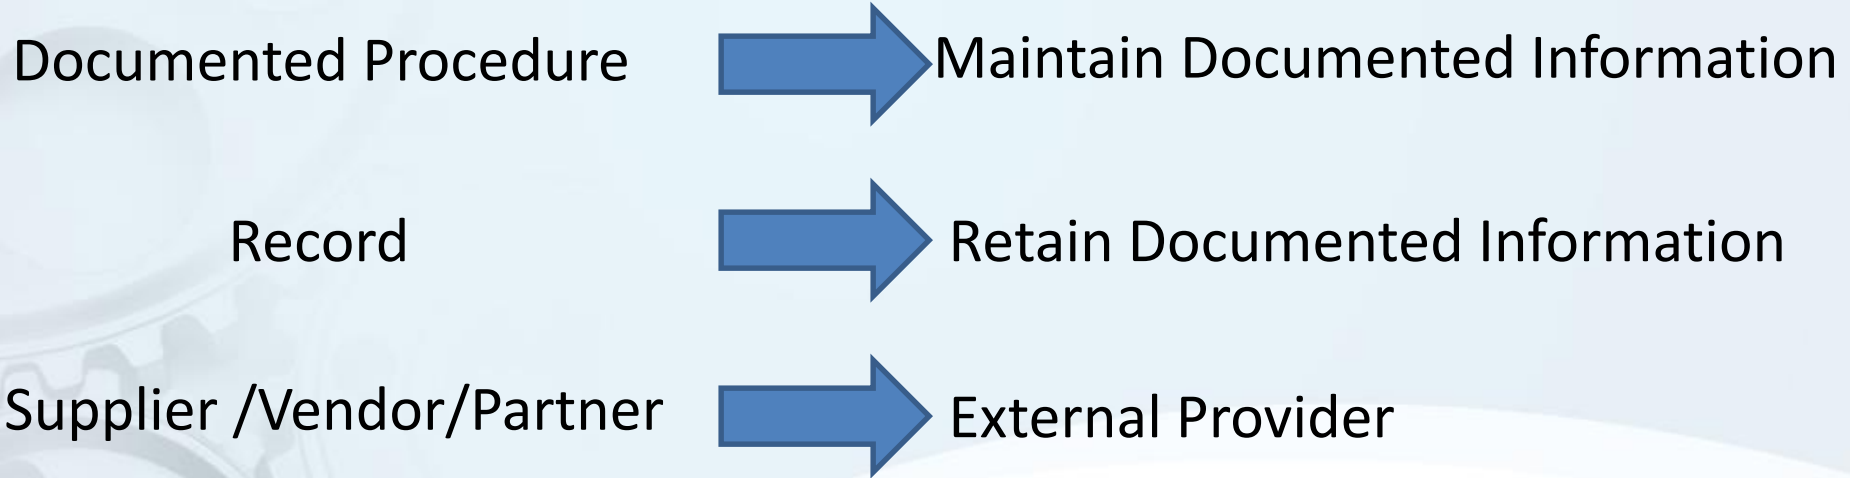 Documented Procedure Maintain Documented Information
Record Retain Documented Information
Supplier /Vendor/Partner External Provider